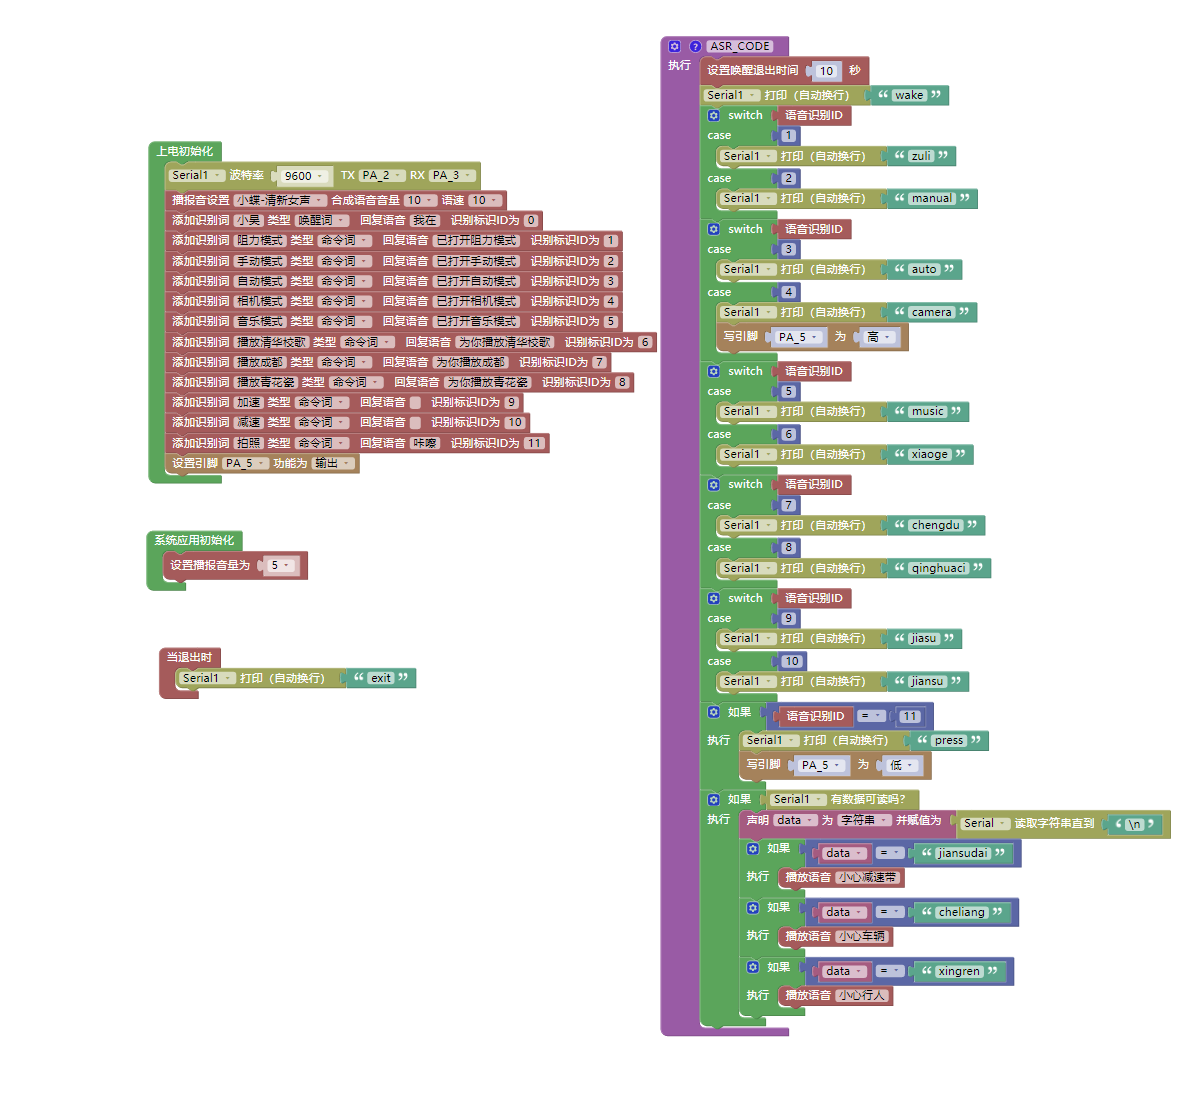 上电初始化
Serial1 波特率 9600 TX PA_2 RX PA_3
播报音设置 小蝶-清新女声 合成语音音量 10 语速 10
添加识别词 小昊 类型 唤醒词 回复语音 我在 识别标识ID为 0
添加识别词 阻力模式 类型 命令词 回复语音 已打开阻力模式 识别标识ID为 1
添加识别词 手动模式 类型 命令词 回复语音 已打开手动模式 识别标识ID为 2
添加识别词 自动模式 类型 命令词 回复语音 已打开自动模式 识别标识ID为 3
添加识别词 相机模式 类型 命令词 回复语音 已打开相机模式 识别标识ID为 4
添加识别词 音乐模式 类型 命令词 回复语音 已打开音乐模式 识别标识ID为 5
添加识别词 播放清华校歌 类型 命令词 回复语音 为你播放清华校歌 识别标识ID为 6
添加识别词 播放成都 类型 命令词 回复语音 为你播放成都 识别标识ID为 7
添加识别词 播放青花瓷 类型 命令词 回复语音 为你播放青花瓷 识别标识ID为 8
添加识别词 加速 类型 命令词 回复语音 识别标识ID为 9
添加识别词 减速 类型 命令词 回复语音 识别标识ID为 10
添加识别词 拍照 类型 命令词 回复语音 咔嚓 识别标识ID为 11
设置引脚 PA_5 功能为 输出
系统应用初始化
设置播报音量为 5
当退出时
Serial1 打印（自动换行） “ exit ”
? ASR_CODE
执行
设置唤醒退出时间 10 秒
Serial1 打印（自动换行） “ wake ”
switch 语音识别ID
case 1
Serial1 打印（自动换行） “ zuli ”
case 2
Serial1 打印（自动换行） “ manual ”
switch 语音识别ID
case 3
Serial1 打印（自动换行） “ auto ”
case 4
Serial1 打印（自动换行） “ camera ”
写引脚 PA_5 为 高
switch 语音识别ID
case 5
Serial1 打印（自动换行） “ music ”
case 6
Serial1 打印（自动换行） “ xiaoge ”
switch 语音识别ID
case 7
Serial1 打印（自动换行） “ chengdu ”
case 8
Serial1 打印（自动换行） “ qinghuaci ”
switch 语音识别ID
case 9
Serial1 打印（自动换行） “ jiasu ”
case 10
Serial1 打印（自动换行） “ jiansu ”
如果 语音识别ID = 11
执行 Serial1 打印（自动换行） “ press ”
写引脚 PA_5 为 低
如果 Serial1 有数据可读吗?
执行 声明 data 为 字符串 并赋值为 Serial 读取字符串直到 ‘ \n ’
如果 data = “ jiansudai ”
执行 播放语音 小心减速带
如果 data = “ cheliang ”
执行 播放语音 小心车辆
如果 data = “ xingren ”
执行 播放语音 小心行人